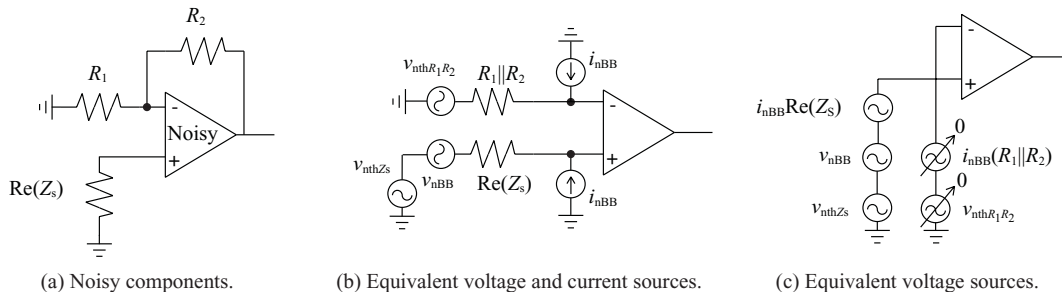 R₂
R₁
-
Noisy
+
Re(Zₛ)
(a) Noisy components.
iₙBB
vₙₜₕR₁R₂
R₁||R₂
-
+
vₙₜₕZₛ
vₙBB
Re(Zₛ)
iₙBB
(b) Equivalent voltage and current sources.
-
+
iₙBBRe(ZS)
0
vₙBB
iₙBB(R₁||R₂)
0
vₙₜₕZₛ
vₙₜₕR₁R₂
(c) Equivalent voltage sources.